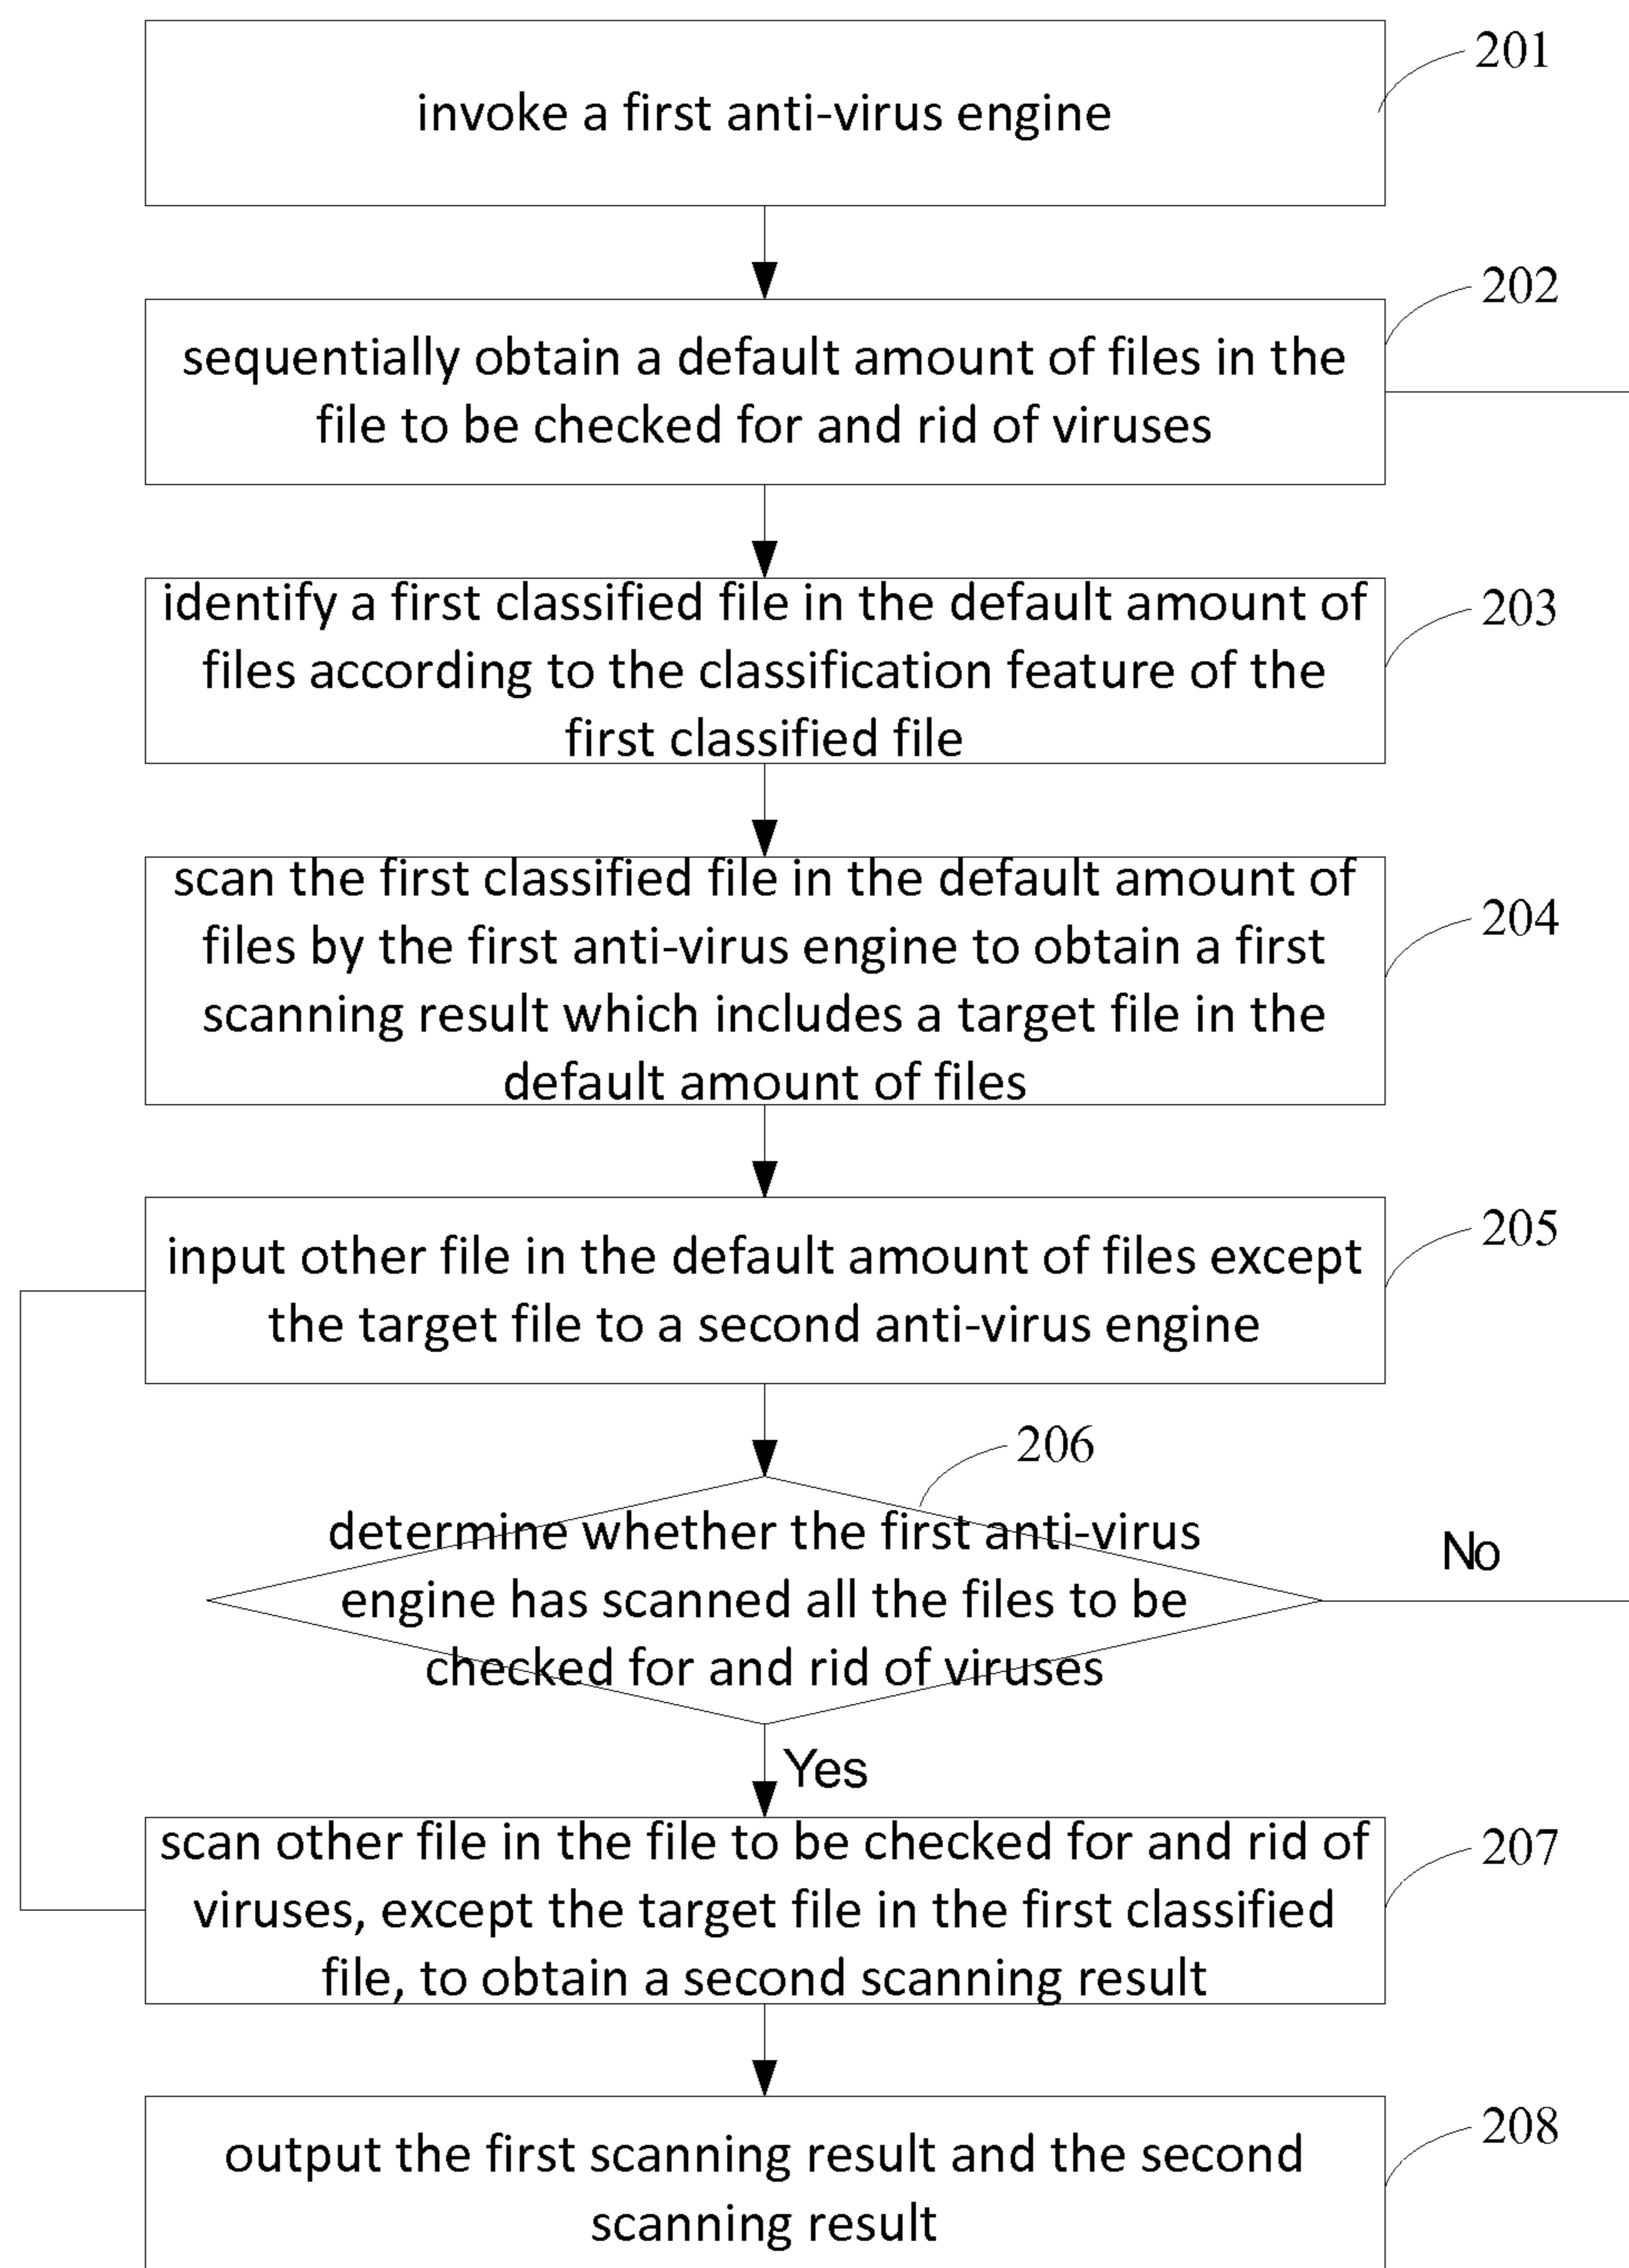 invoke a first anti-virus engine
201
202
sequentially obtain a default amount of files in the
file to be checked for and rid of viruses
identify a first classified file in the default amount of
files according to the classification feature of the
first classified file
203
scan the first classified file in the default amount of
files by the first anti-virus engine to obtain a first
scanning result which includes a target file in the
default amount of files
204
input other file in the default amount of files except
the target file to a second anti-virus engine
205
206
determine whether the first anti-virus
engine has scanned all the files to be
checked for and rid of viruses
No
Yes
scan other file in the file to be checked for and rid of
viruses, except the target file in the first classified
file, to obtain a second scanning result
207
output the first scanning result and the second
scanning result
208